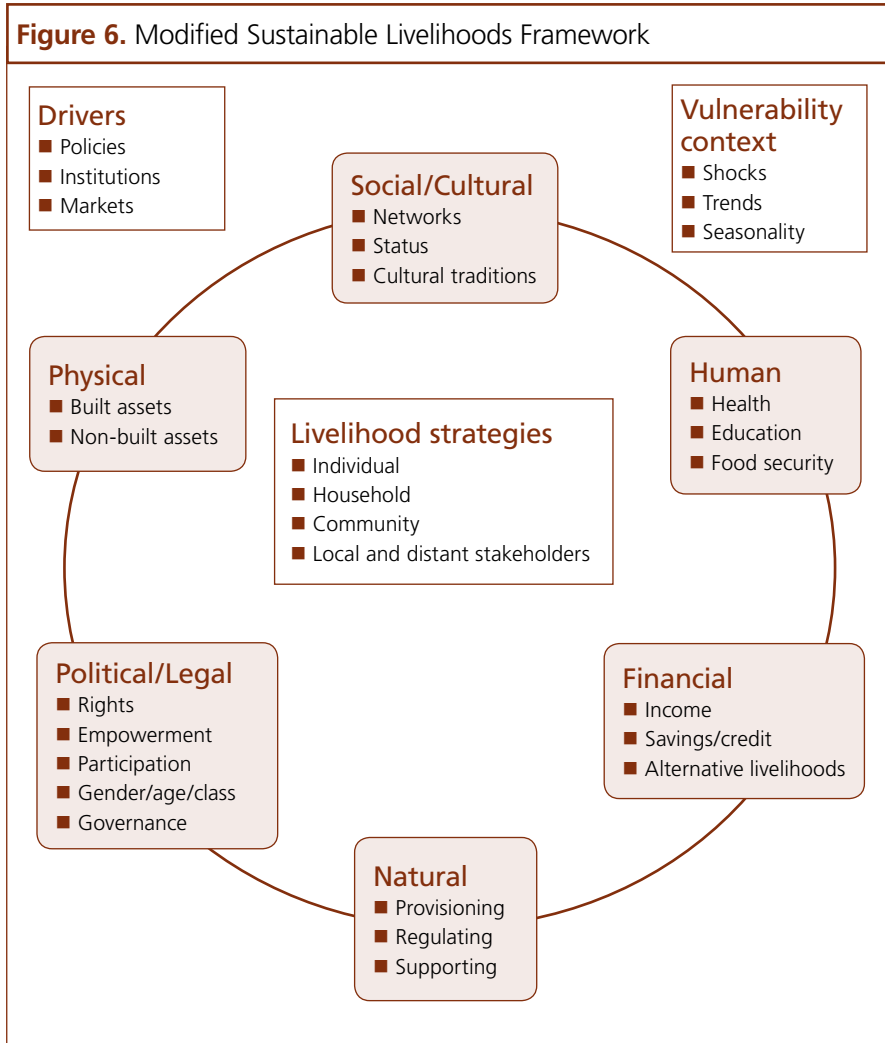 Figure 6. Modified Sustainable Livelihoods Framework
Drivers
■ Policies
■ Institutions
■ Markets
Vulnerability
context
■ Shocks
■ Trends
■ Seasonality
Social/Cultural
■ Networks
■ Status
■ Cultural traditions
Physical
■ Built assets
■ Non-built assets
Human
■ Health
■ Education
■ Food security
Livelihood strategies
■ Individual
■ Household
■ Community
■ Local and distant stakeholders
Political/Legal
■ Rights
■ Empowerment
■ Participation
■ Gender/age/class
■ Governance
Financial
■ Income
■ Savings/credit
■ Alternative livelihoods
Natural
■ Provisioning
■ Regulating
■ Supporting